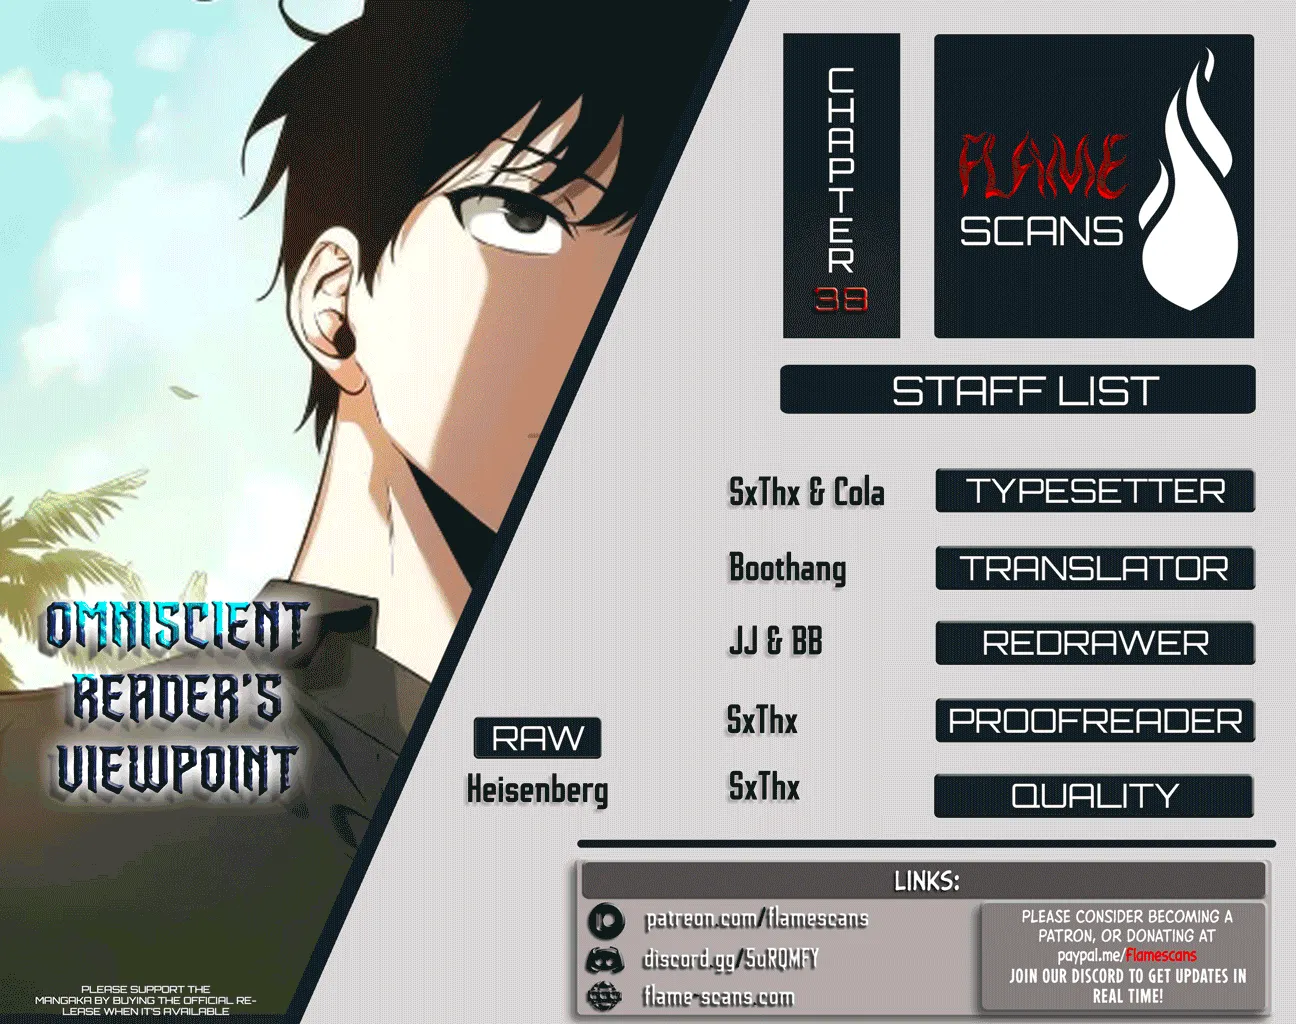 CHAPTER
38
FLAME
SCANS
STAFF LIST
SxThx & Cola TYPESETTER
Boothang TRANSLATOR
JJ & BB REDRAWER
SxThx PROOFREADER
SxThx QUALITY
RAW
Heisenberg
OMNISCIENT
READER'S
VIEWPOINT
LINKS:
patreon.com/flamescans
discord.gg/5uRQMFY
flame-scans.com
PLEASE CONSIDER BECOMING A
PATRON, OR DONATING AT
paypal.me/Flamescans
JOIN OUR DISCORD TO GET UPDATES IN
REAL TIME!
PLEASE SUPPORT THE
MANGAKA BY BUYING THE OFFICIAL RE-
LEASE WHEN IT'S AVAILABLE